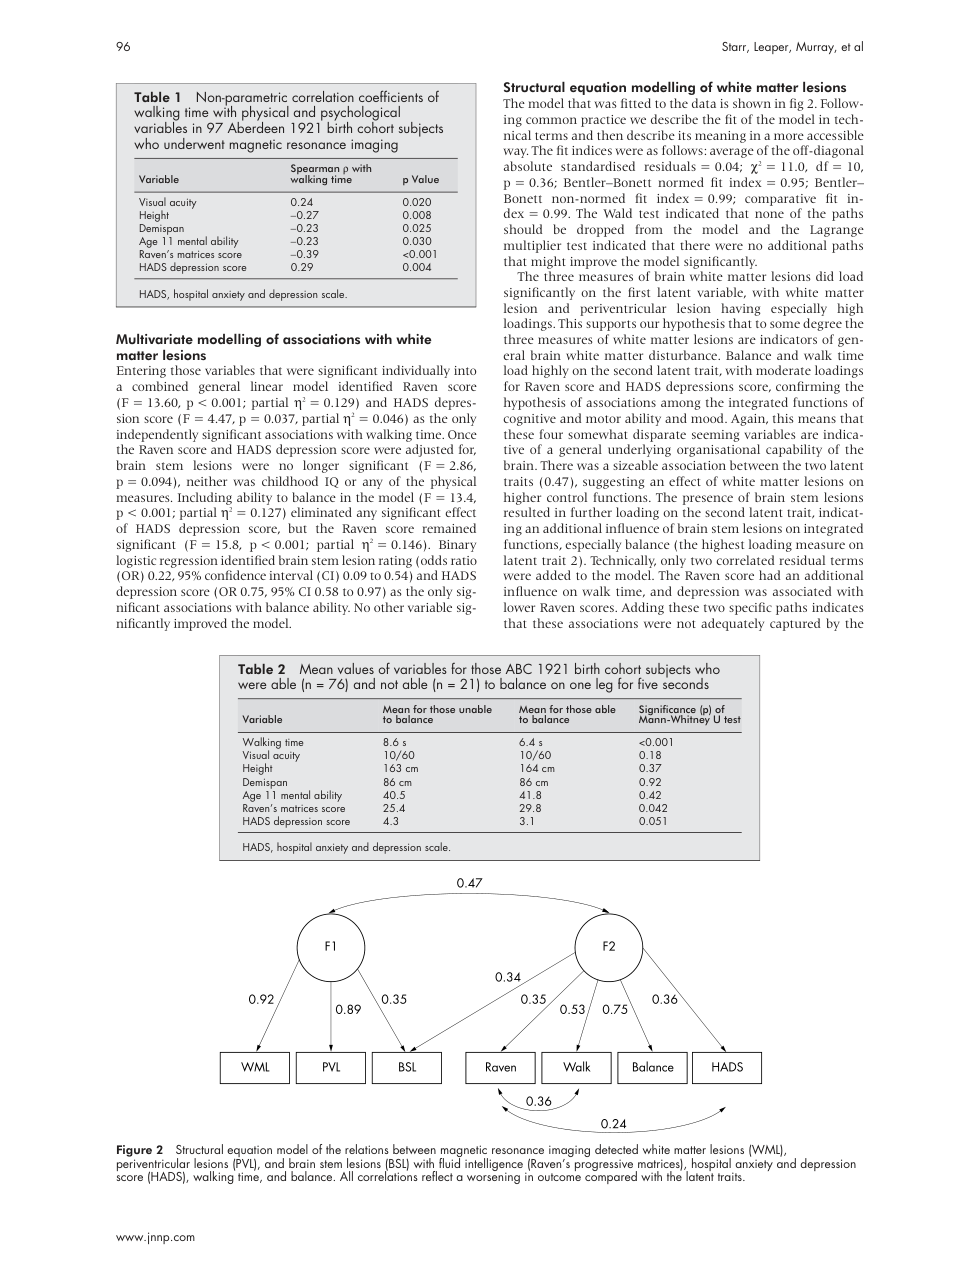 96
Starr, Leaper, Murray, et al
Table 1 Non-parametric correlation coefficients of
walking time with physical and psychological
variables in 97 Aberdeen 1921 birth cohort subjects
who underwent magnetic resonance imaging
Variable
Spearman ρ with
walking time
p Value
Visual acuity 0.24 0.020
Height –0.27 0.008
Demispan –0.23 0.025
Age 11 mental ability –0.23 0.030
Raven's matrices score –0.39 <0.001
HADS depression score 0.29 0.004
HADS, hospital anxiety and depression scale.
Multivariate modelling of associations with white
matter lesions
Entering those variables that were significant individually into
a combined general linear model identified Raven score
(F = 13.60, p < 0.001; partial η² = 0.129) and HADS depres-
sion score (F = 4.47, p = 0.037, partial η² = 0.046) as the only
independently significant associations with walking time. Once
the Raven score and HADS depression score were adjusted for,
brain stem lesions were no longer significant (F = 2.86,
p = 0.094), neither was childhood IQ or any of the physical
measures. Including ability to balance in the model (F = 13.4,
p < 0.001; partial η² = 0.127) eliminated any significant effect
of HADS depression score, but the Raven score remained
significant (F = 15.8, p < 0.001; partial η² = 0.146). Binary
logistic regression identified brain stem lesion rating (odds ratio
(OR) 0.22, 95% confidence interval (CI) 0.09 to 0.54) and HADS
depression score (OR 0.75, 95% CI 0.58 to 0.97) as the only sig-
nificant associations with balance ability. No other variable sig-
nificantly improved the model.
Structural equation modelling of white matter lesions
The model that was fitted to the data is shown in fig 2. Follow-
ing common practice we describe the fit of the model in tech-
nical terms and then describe its meaning in a more accessible
way. The fit indices were as follows: average of the off-diagonal
absolute standardised residuals = 0.04; χ² = 11.0, df = 10,
p = 0.36; Bentler–Bonett normed fit index = 0.95; Bentler–
Bonett non-normed fit index = 0.99; comparative fit in-
dex = 0.99. The Wald test indicated that none of the paths
should be dropped from the model and the Lagrange
multiplier test indicated that there were no additional paths
that might improve the model significantly.
The three measures of brain white matter lesions did load
significantly on the first latent variable, with white matter
lesion and periventricular lesion having especially high
loadings. This supports our hypothesis that to some degree the
three measures of white matter lesions are indicators of gen-
eral brain white matter disturbance. Balance and walk time
load highly on the second latent trait, with moderate loadings
for Raven score and HADS depressions score, confirming the
hypothesis of associations among the integrated functions of
cognitive and motor ability and mood. Again, this means that
these four somewhat disparate seeming variables are indica-
tive of a general underlying organisational capability of the
brain. There was a sizeable association between the two latent
traits (0.47), suggesting an effect of white matter lesions on
higher control functions. The presence of brain stem lesions
resulted in further loading on the second latent trait, indicat-
ing an additional influence of brain stem lesions on integrated
functions, especially balance (the highest loading measure on
latent trait 2). Technically, only two correlated residual terms
were added to the model. The Raven score had an additional
influence on walk time, and depression was associated with
lower Raven scores. Adding these two specific paths indicates
that these associations were not adequately captured by the
Table 2 Mean values of variables for those ABC 1921 birth cohort subjects who
were able (n = 76) and not able (n = 21) to balance on one leg for five seconds
Variable
Mean for those unable
to balance
Mean for those able
to balance
Significance (p) of
Mann-Whitney U test
Walking time 8.6 s 6.4 s <0.001
Visual acuity 10/60 10/60 0.18
Height 163 cm 164 cm 0.37
Demispan 86 cm 86 cm 0.92
Age 11 mental ability 40.5 41.8 0.42
Raven's matrices score 25.4 29.8 0.042
HADS depression score 4.3 3.1 0.051
HADS, hospital anxiety and depression scale.
0.47
F1 F2
0.34
0.92 0.89 0.35 0.35 0.53 0.75 0.36
WML PVL BSL Raven Walk Balance HADS
0.36
0.24
Figure 2 Structural equation model of the relations between magnetic resonance imaging detected white matter lesions (WML),
periventricular lesions (PVL), and brain stem lesions (BSL) with fluid intelligence (Raven's progressive matrices), hospital anxiety and depression
score (HADS), walking time, and balance. All correlations reflect a worsening in outcome compared with the latent traits.
www.jnnp.com